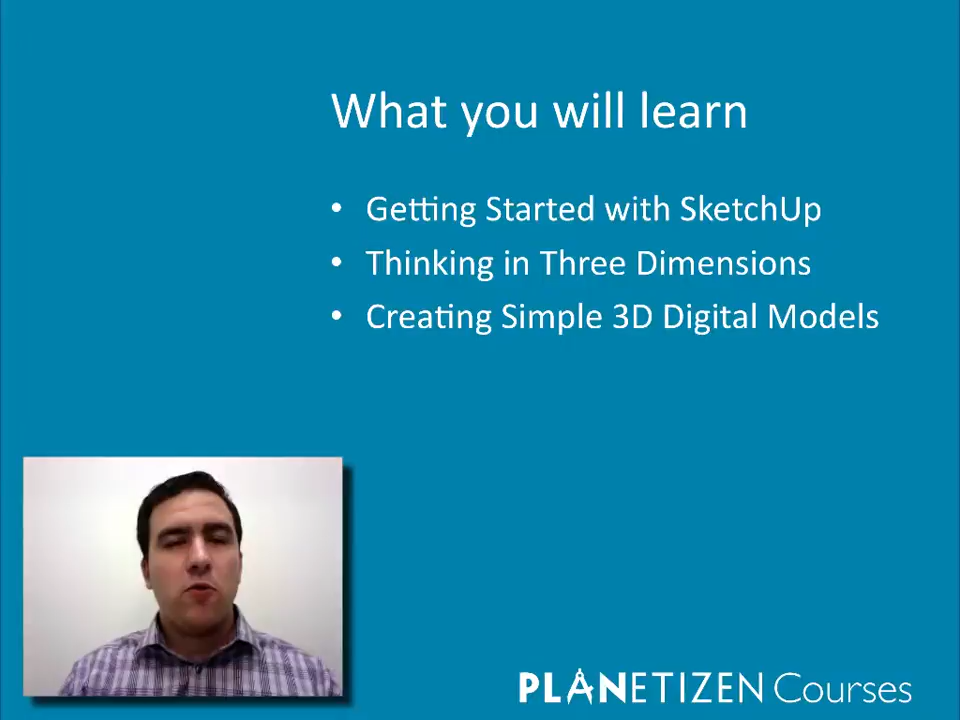 What you will learn
• Getting Started with SketchUp
• Thinking in Three Dimensions
• Creating Simple 3D Digital Models
PLANETIZEN Courses